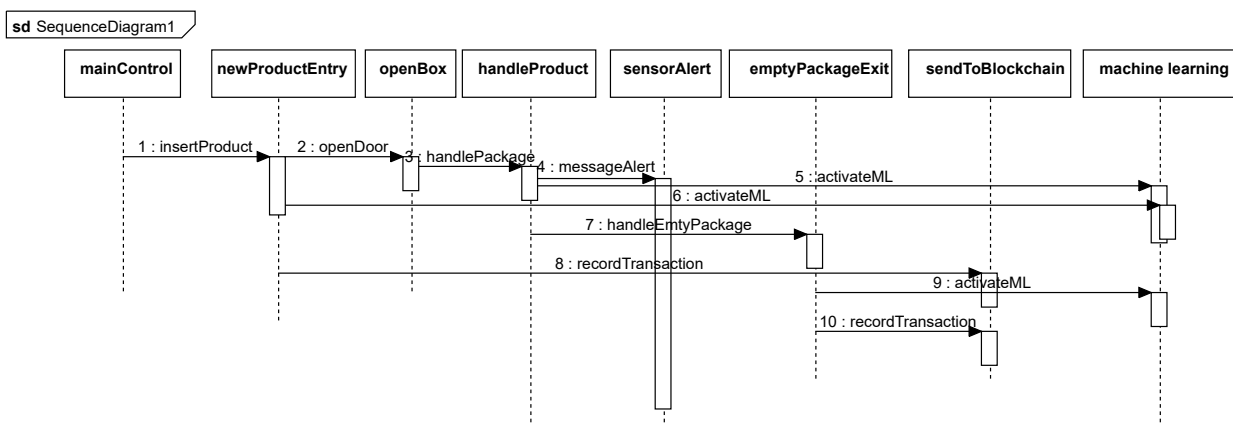 sd SequenceDiagram1
mainControl
newProductEntry
openBox
handleProduct
sensorAlert
emptyPackageExit
sendToBlockchain
machine learning
1 : insertProduct
2 : openDoor
3 : handlePackage
4 : messageAlert
5 : activateML
6 : activateML
7 : handleEmtyPackage
8 : recordTransaction
9 : activateML
10 : recordTransaction